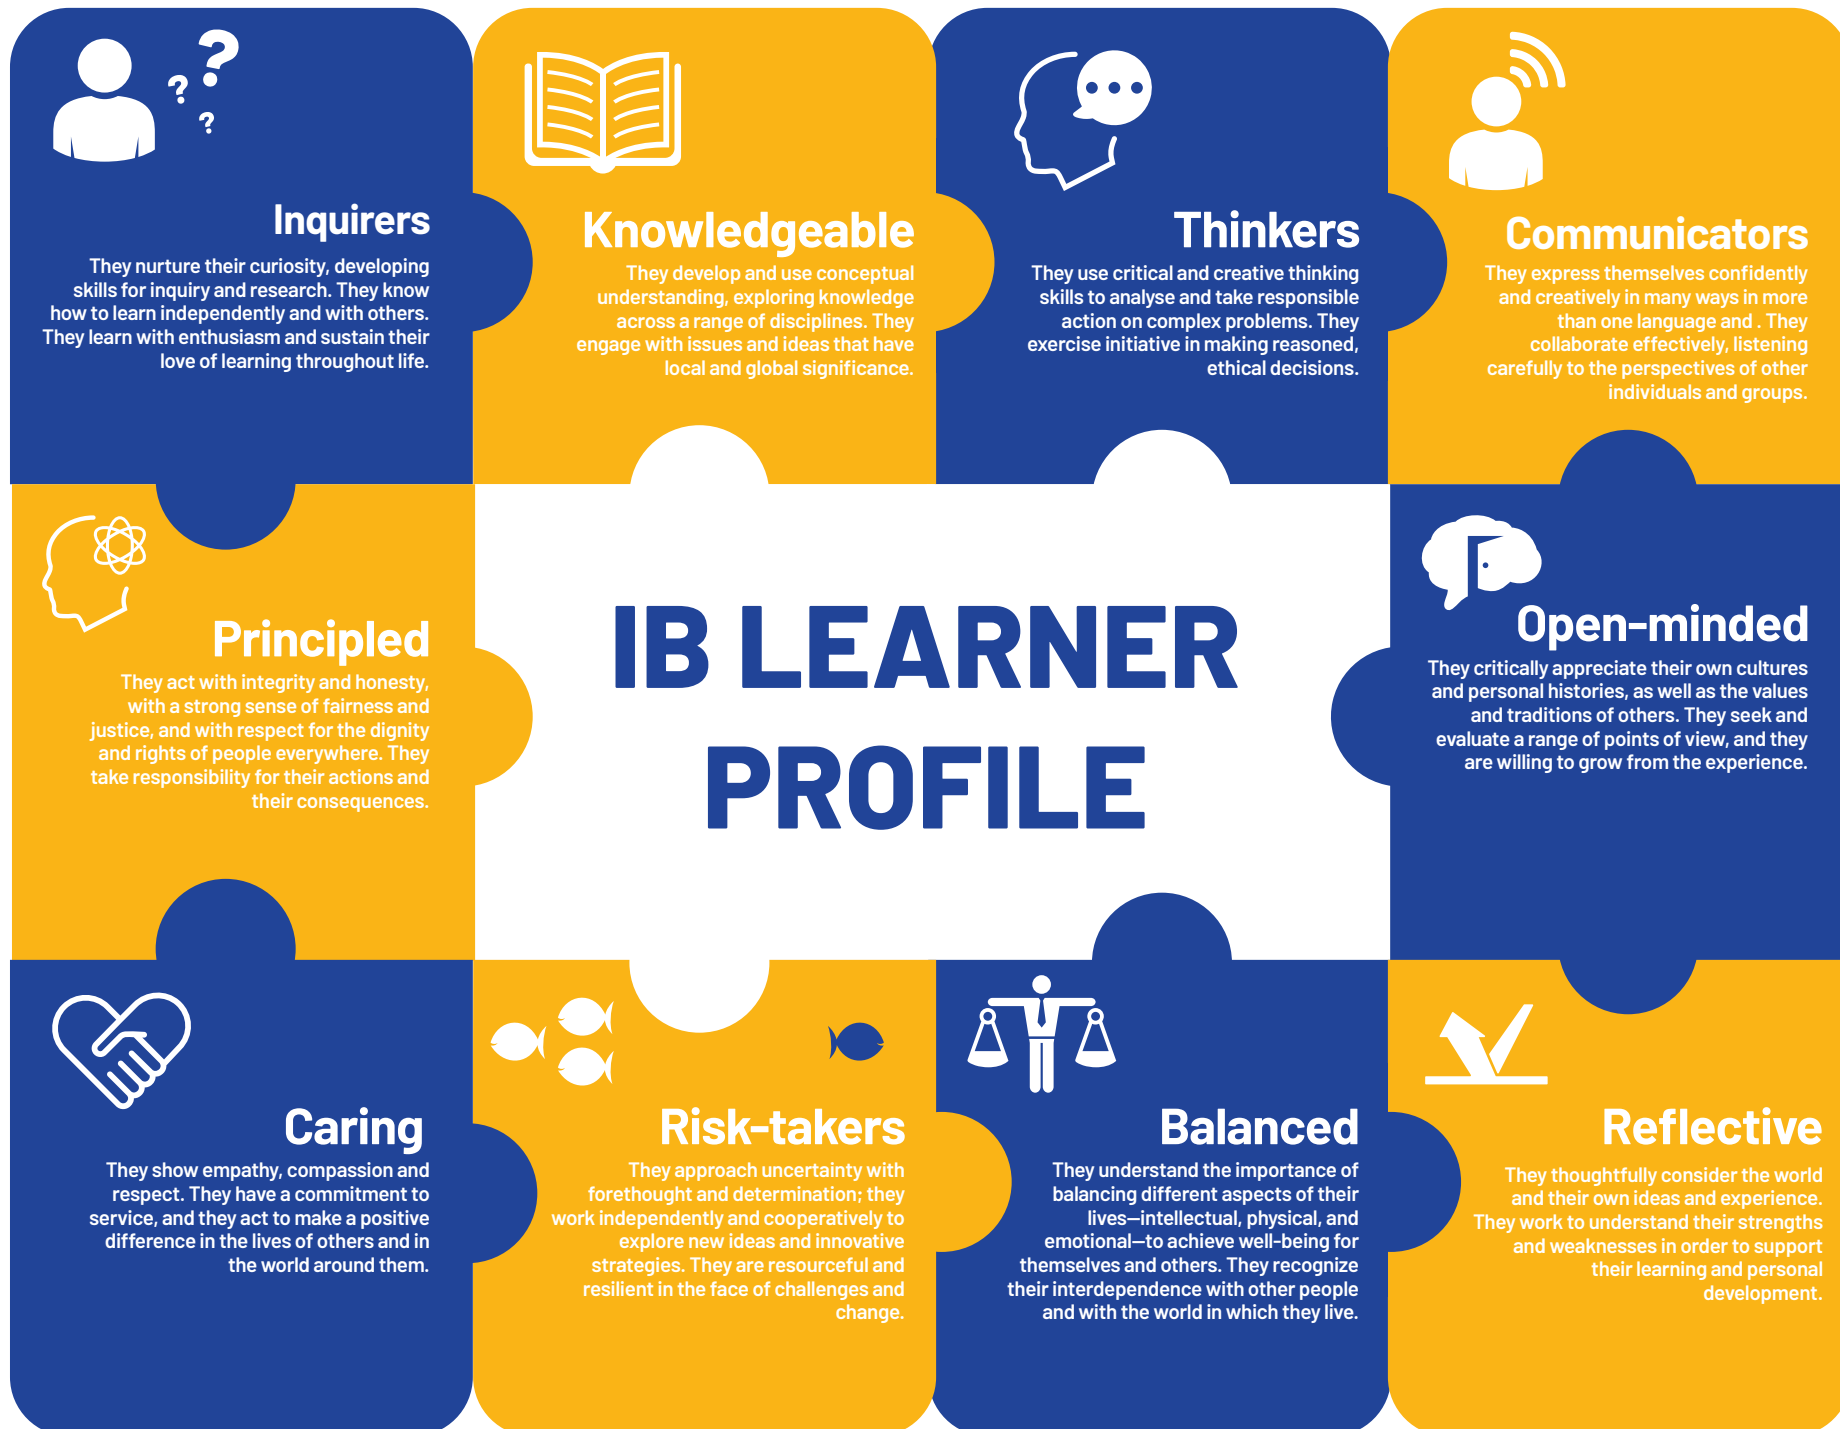 ?
?
?
Inquirers
They nurture their curiosity, developing
skills for inquiry and research. They know
how to learn independently and with others.
They learn with enthusiasm and sustain their
love of learning throughout life.
Knowledgeable
They develop and use conceptual
understanding, exploring knowledge
across a range of disciplines. They
engage with issues and ideas that have
local and global significance.
Thinkers
They use critical and creative thinking
skills to analyse and take responsible
action on complex problems. They
exercise initiative in making reasoned,
ethical decisions.
Communicators
They express themselves confidently
and creatively in many ways in more
than one language and . They
collaborate effectively, listening
carefully to the perspectives of other
individuals and groups.
Principled
They act with integrity and honesty,
with a strong sense of fairness and
justice, and with respect for the dignity
and rights of people everywhere. They
take responsibility for their actions and
their consequences.
IB LEARNER
PROFILE
Open-minded
They critically appreciate their own cultures
and personal histories, as well as the values
and traditions of others. They seek and
evaluate a range of points of view, and they
are willing to grow from the experience.
Caring
They show empathy, compassion and
respect. They have a commitment to
service, and they act to make a positive
difference in the lives of others and in
the world around them.
Risk-takers
They approach uncertainty with
forethought and determination; they
work independently and cooperatively to
explore new ideas and innovative
strategies. They are resourceful and
resilient in the face of challenges and
change.
Balanced
They understand the importance of
balancing different aspects of their
lives—intellectual, physical, and
emotional—to achieve well-being for
themselves and others. They recognize
their interdependence with other people
and with the world in which they live.
Reflective
They thoughtfully consider the world
and their own ideas and experience.
They work to understand their strengths
and weaknesses in order to support
their learning and personal
development.